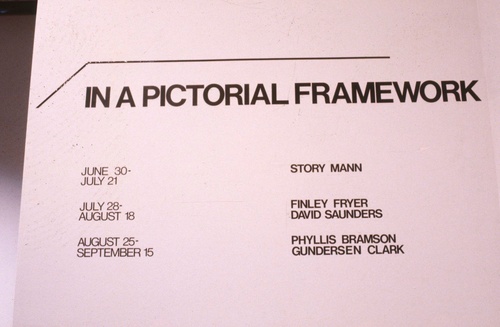 IN A PICTORIAL FRAMEWORK
JUNE 30-
JULY 21
STORY MANN
JULY 28-
AUGUST 18
FINLEY FRYER
DAVID SAUNDERS
AUGUST 25-
SEPTEMBER 15
PHYLLIS BRAMSON
GUNDERSEN CLARK